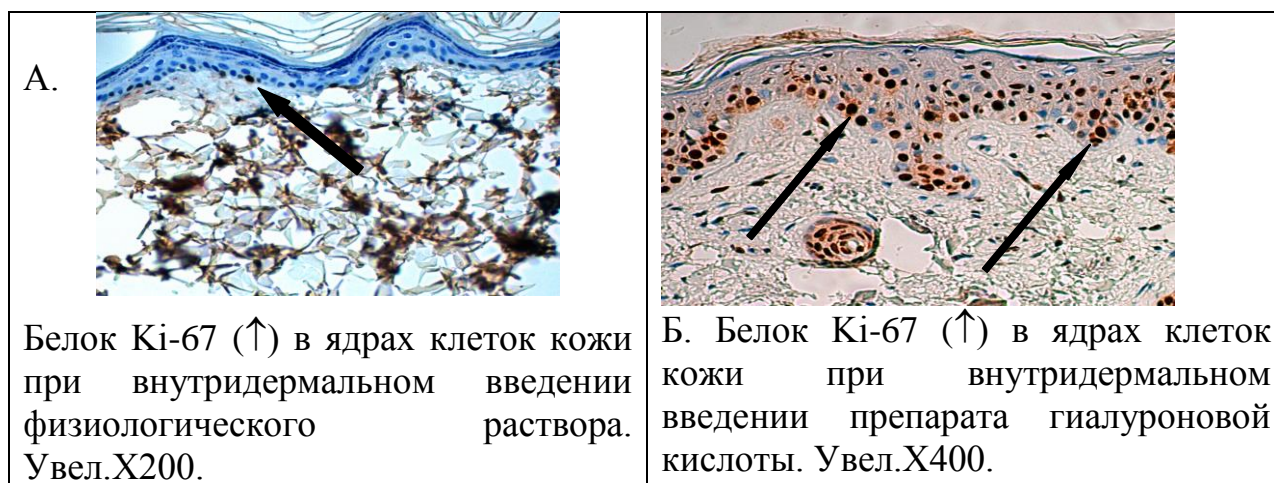 А.
Белок Ki-67 (↑) в ядрах клеток кожи
при внутридермальном введении
физиологического раствора.
Увел.Х200.
Б. Белок Ki-67 (↑) в ядрах клеток
кожи при внутридермальном
введении препарата гиалуроновой
кислоты. Увел.Х400.